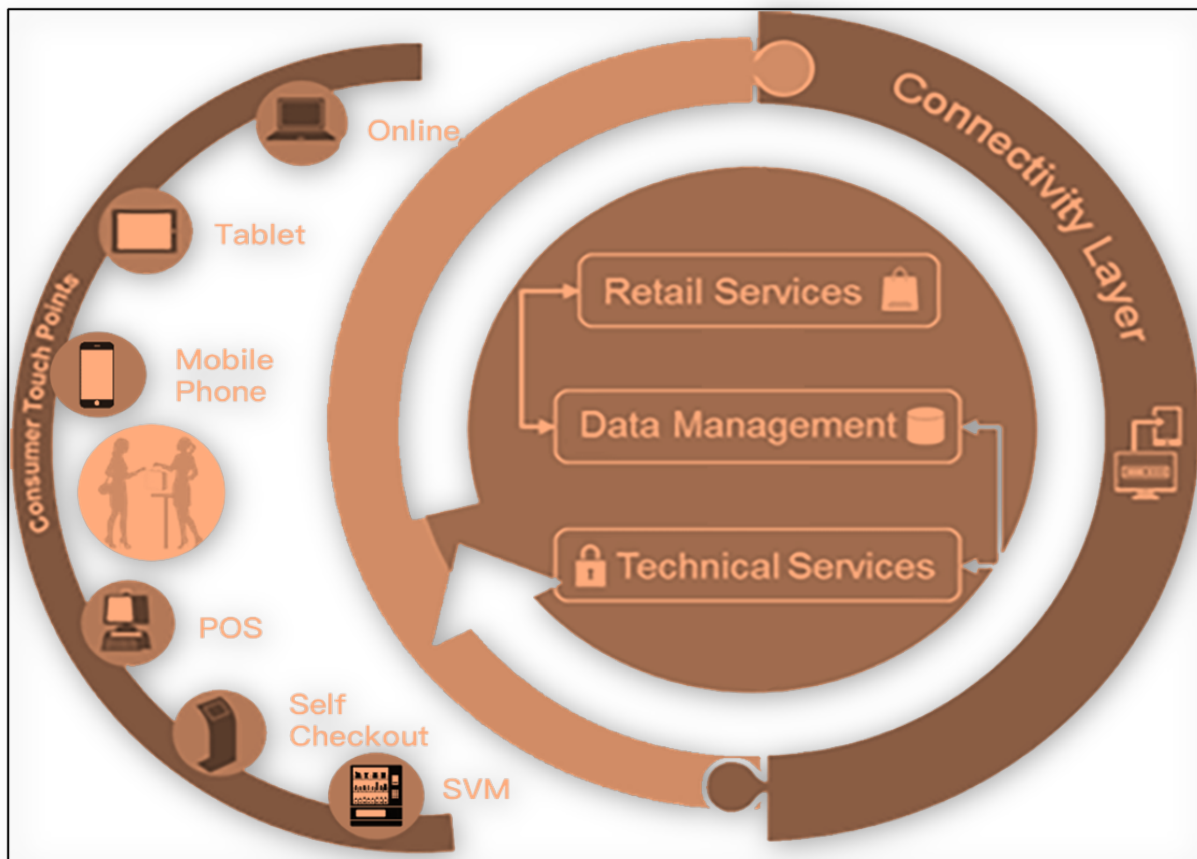 Consumer Touch Points
Online
Tablet
Mobile
Phone
POS
Self
Checkout
SVM
Connectivity Layer
Retail Services
Data Management
Technical Services